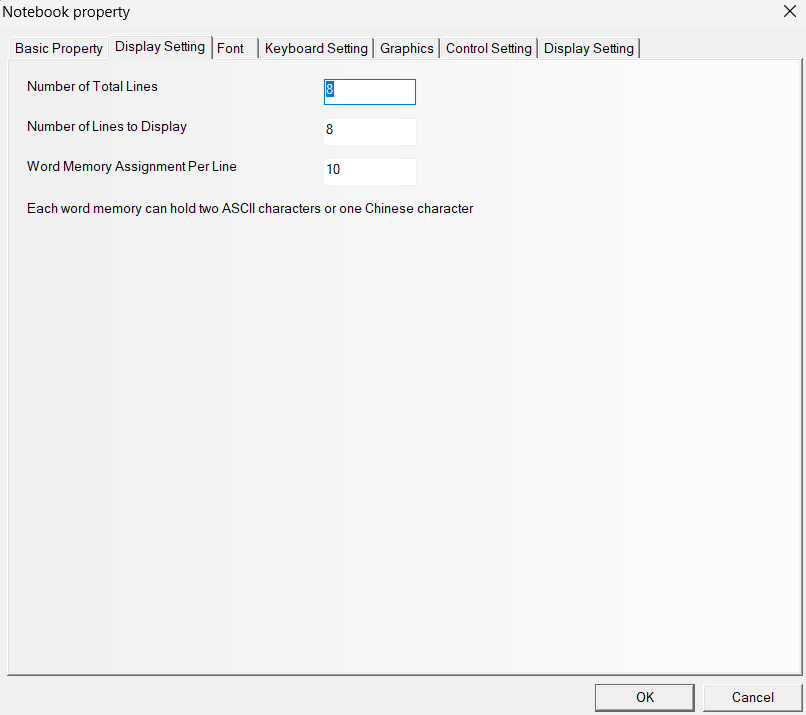 Notebook property
Basic Property Display Setting Font Keyboard Setting Graphics Control Setting Display Setting
Number of Total Lines 8
Number of Lines to Display 8
Word Memory Assignment Per Line 10
Each word memory can hold two ASCII characters or one Chinese character
OK Cancel